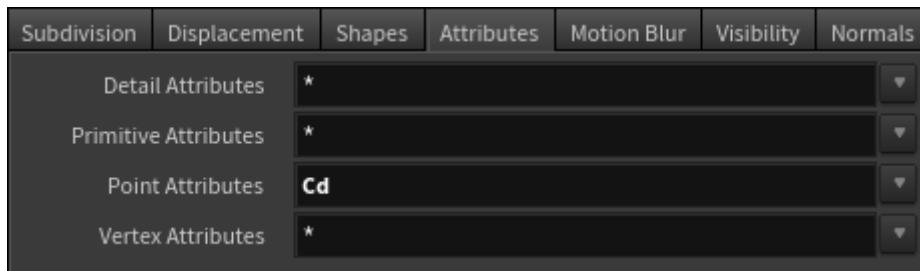 Subdivision Displacement Shapes Attributes Motion Blur Visibility Normals
Detail Attributes *
Primitive Attributes *
Point Attributes Cd
Vertex Attributes *